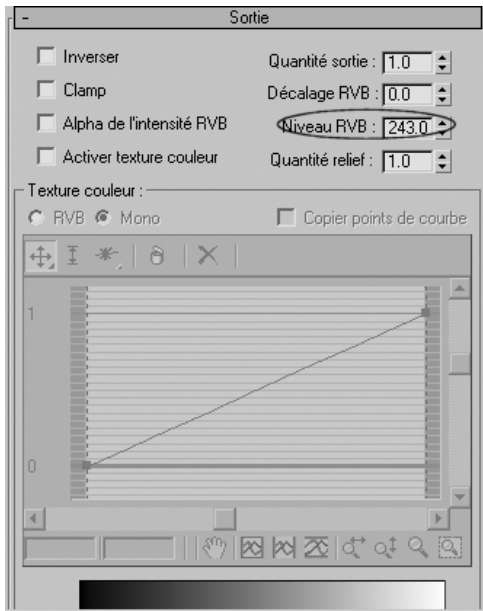 - Sortie
Inverser
Quantité sortie : 1.0
Clamp
Décalage RVB : 0.0
Alpha de l'intensité RVB
Niveau RVB : 243.0
Activer texture couleur
Quantité relief : 1.0
Texture couleur :
RVB Mono
Copier points de courbe
1
0